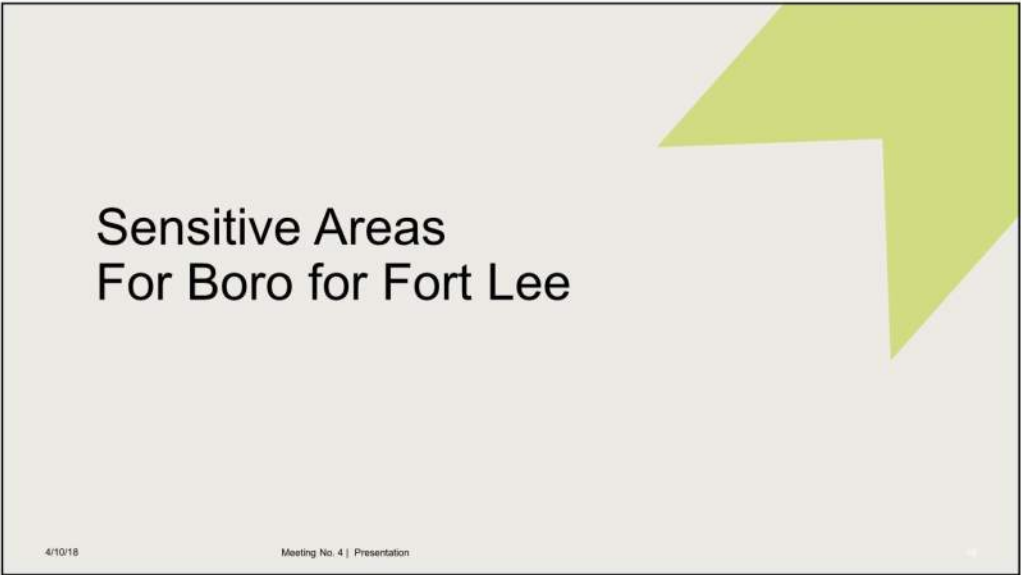 Sensitive Areas
For Boro for Fort Lee
4/10/18
Meeting No. 4 | Presentation